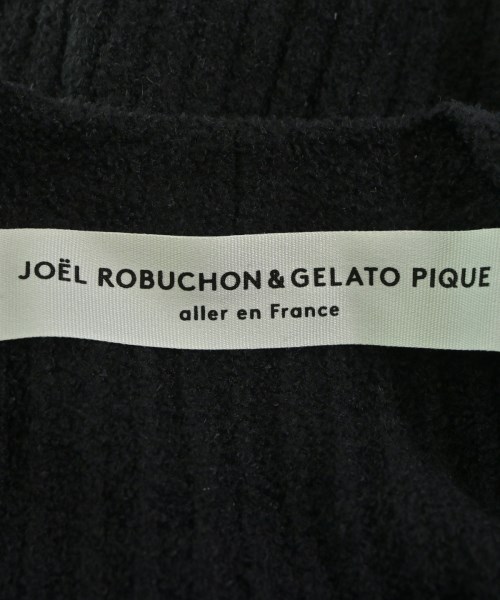 JOËL ROBUCHON & GELATO PIQUE
aller en France